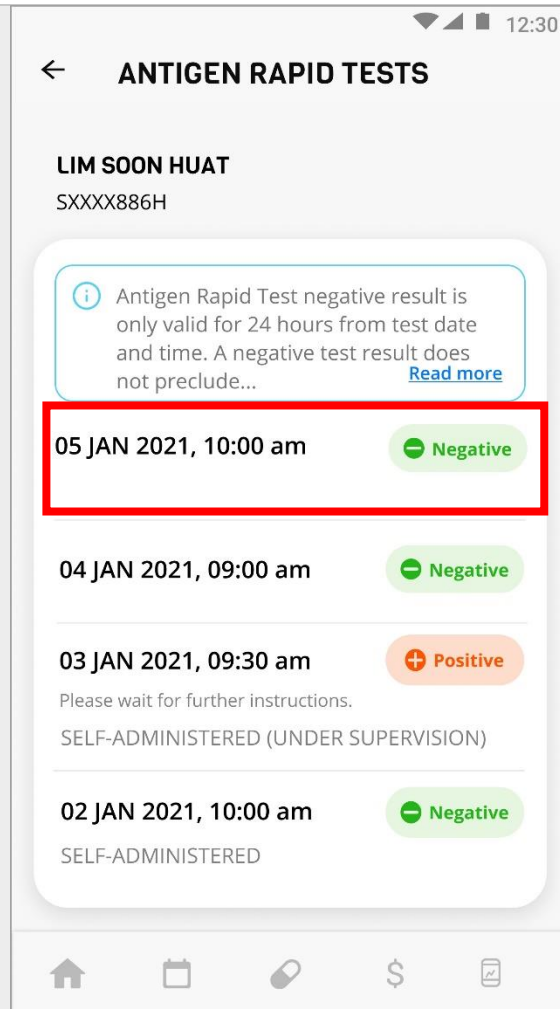 12:30
ANTIGEN RAPID TESTS
LIM SOON HUAT
SXXXX886H
Antigen Rapid Test negative result is
only valid for 24 hours from test date
and time. A negative test result does
not preclude... Read more
05 JAN 2021, 10:00 am Negative
04 JAN 2021, 09:00 am Negative
03 JAN 2021, 09:30 am Positive
Please wait for further instructions.
SELF-ADMINISTERED (UNDER SUPERVISION)
02 JAN 2021, 10:00 am Negative
SELF-ADMINISTERED